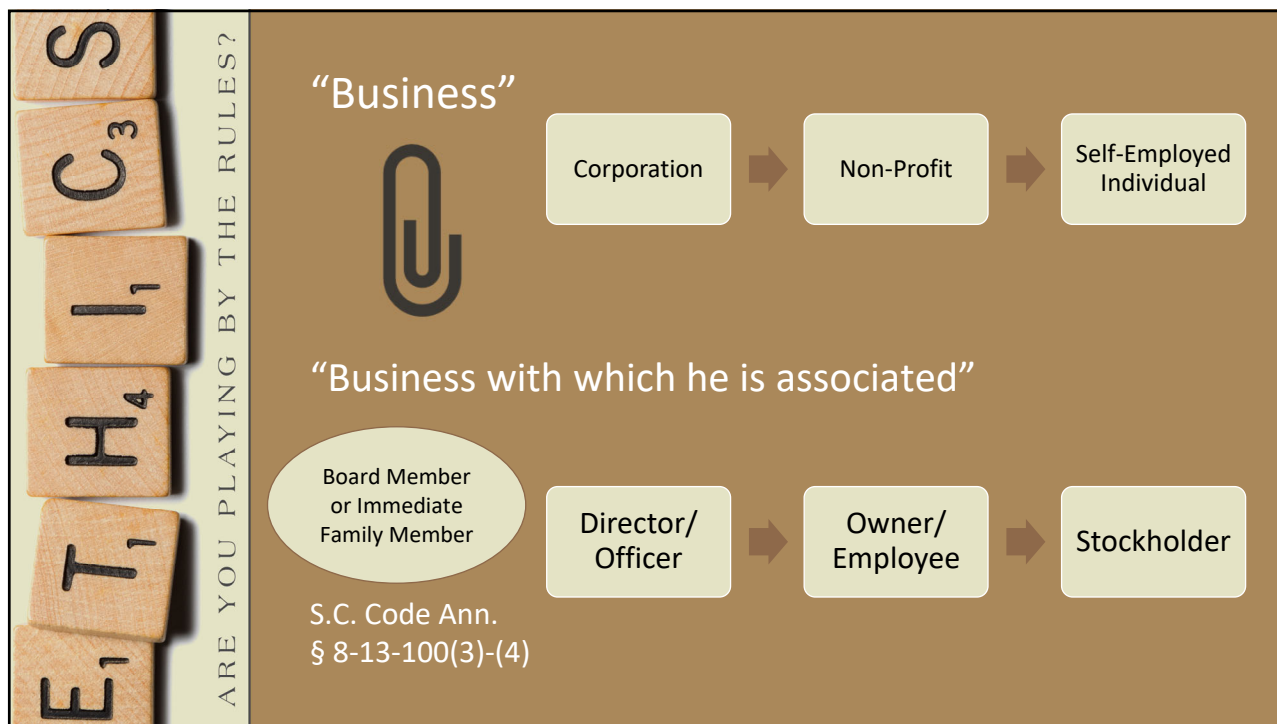 E1 T1 H4 I1 C3 S
ARE YOU PLAYING BY THE RULES?
“Business”
Corporation
Non-Profit
Self-Employed
Individual
“Business with which he is associated”
Board Member
or Immediate
Family Member
Director/
Officer
Owner/
Employee
Stockholder
S.C. Code Ann.
§ 8-13-100(3)-(4)